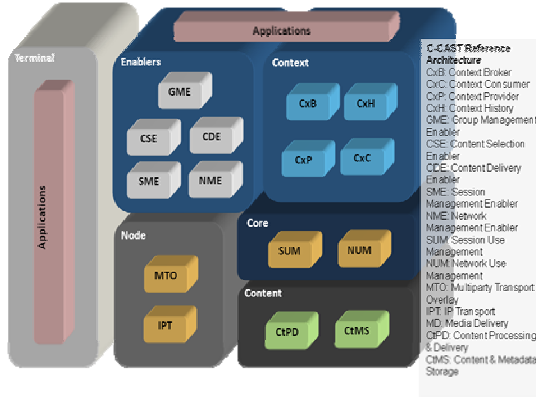 Applications
Terminal
Applications
Enablers
GME
CSE
CDE
SME
NME
Context
CxB
CxH
CxP
CxC
Node
MTO
IPT
Core
SUM
NUM
Content
CtPD
CtMS
C-CAST Reference
Architecture
CxB: Context Broker
CxC: Context Consumer
CxP: Context Provider
CxH: Context History
GME: Group Management
Enabler
CSE: Content Selection
Enabler
CDE: Content Delivery
Enabler
SME: Session
Management Enabler
NME: Network
Management Enabler
SUM: Session Use
Management
NUM: Network Use
Management
MTO: Multiparty Transport
Overlay
IPT: IP Transport
MD: Media Delivery
CtPD: Content Processing
& Delivery
CtMS: Content & Metadata
Storage